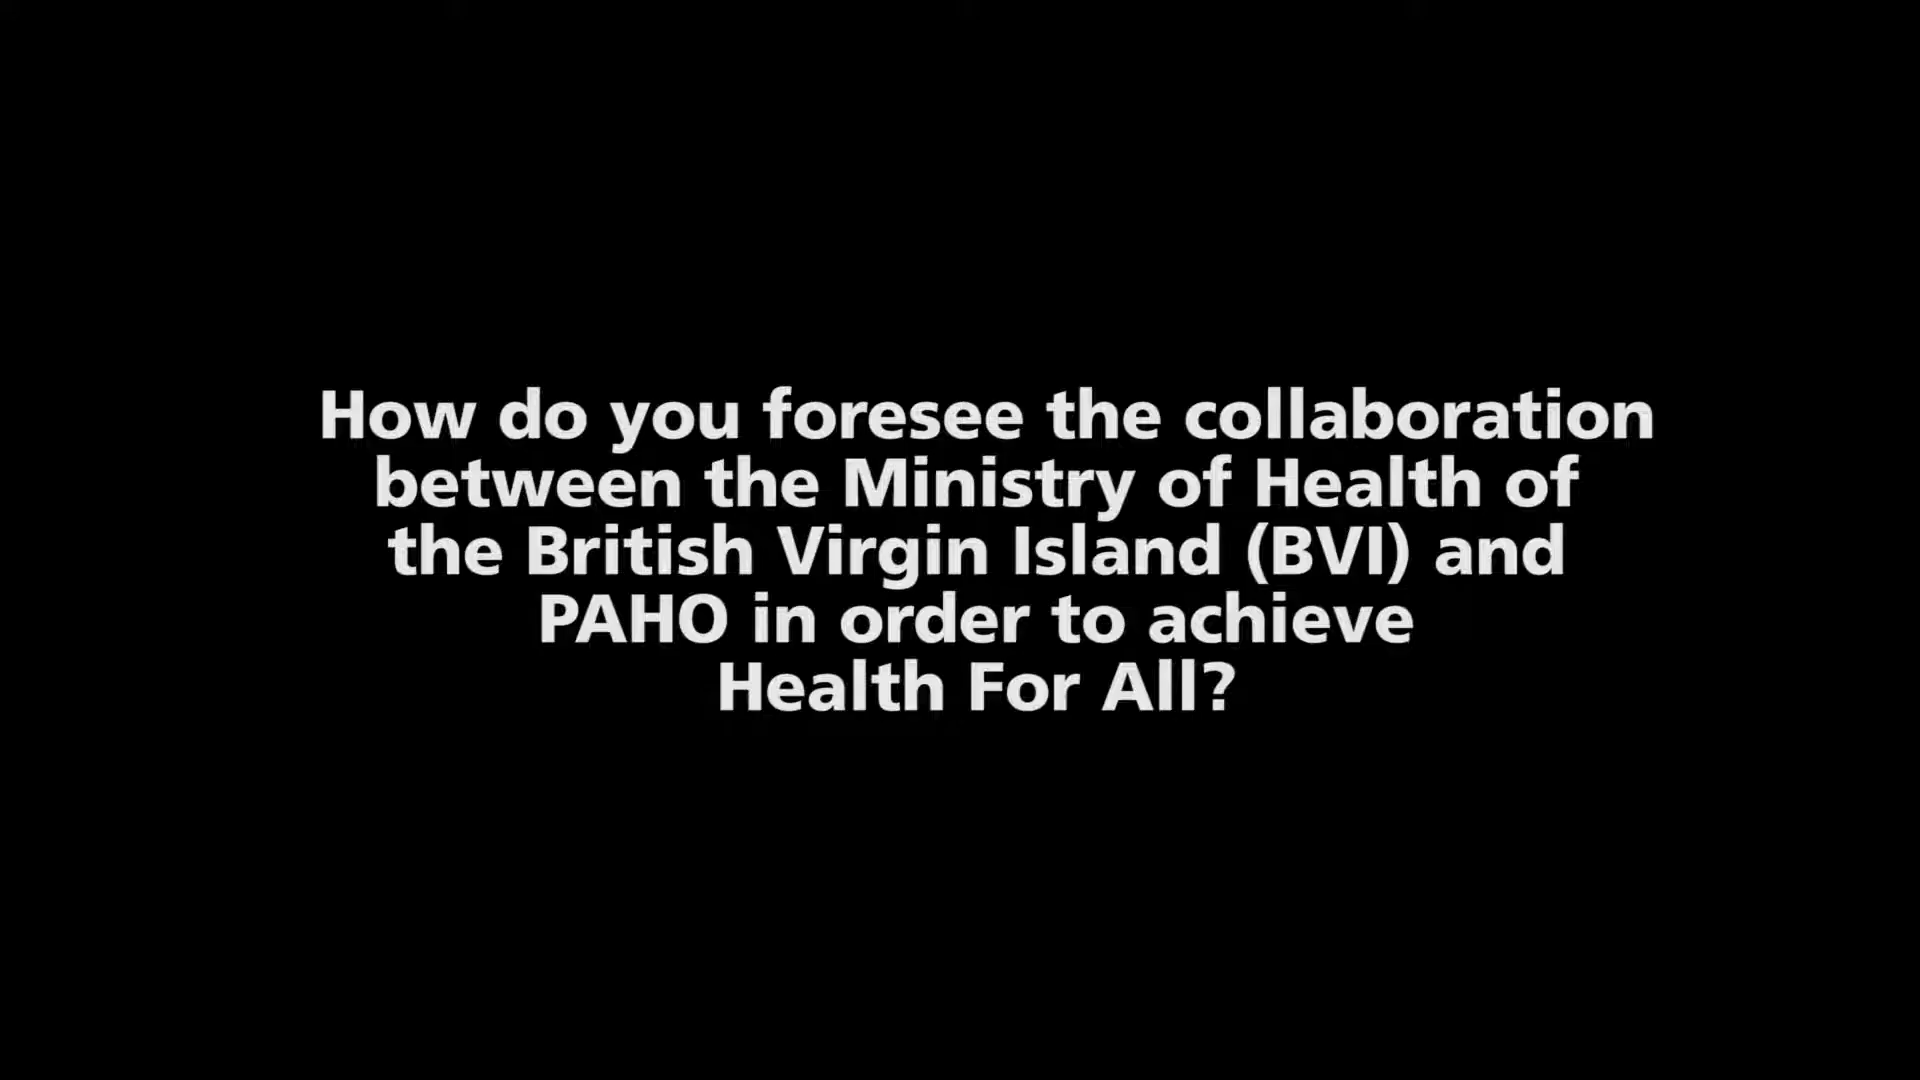 How do you foresee the collaboration
between the Ministry of Health of
the British Virgin Island (BVI) and
PAHO in order to achieve
Health For All?